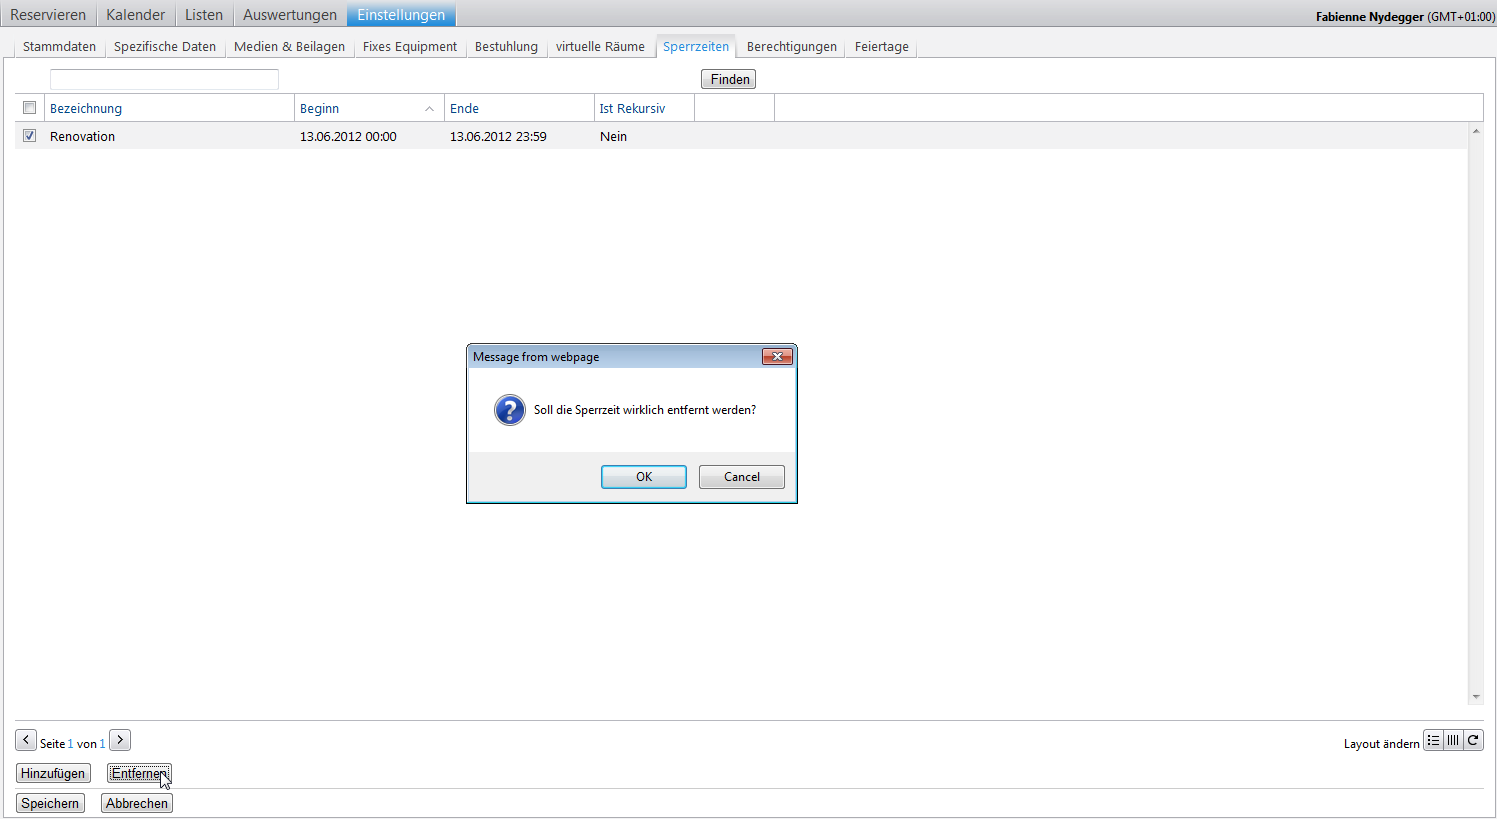 Reservieren Kalender Listen Auswertungen Einstellungen Fabienne Nydegger (GMT+01:00)
Stammdaten Spezifische Daten Medien & Beilagen Fixes Equipment Bestuhlung virtuelle Räume Sperrzeiten Berechtigungen Feiertage
Finden
Bezeichnung Beginn Ende Ist Rekursiv
Renovation 13.06.2012 00:00 13.06.2012 23:59 Nein
Message from webpage
Soll die Sperrzeit wirklich entfernt werden?
OK Cancel
Seite 1 von 1 Layout ändern
Hinzufügen Entfernen
Speichern Abbrechen